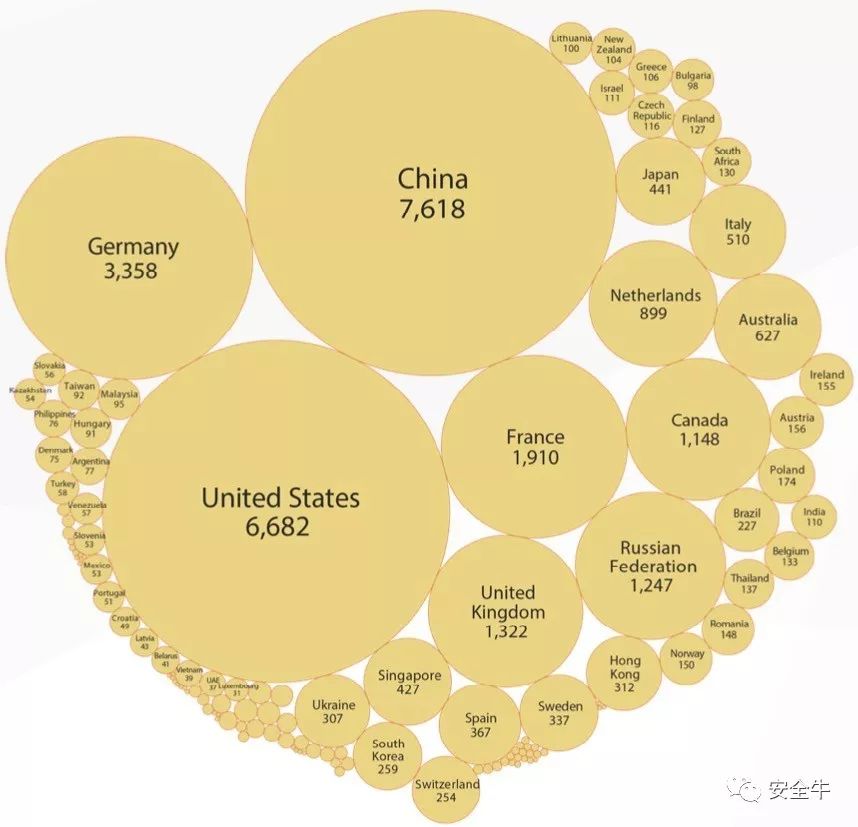 China
7,618
Germany
3,358
United States
6,682
France
1,910
United
Kingdom
1,322
Russian
Federation
1,247
Canada
1,148
Netherlands
899
Australia
627
Italy
510
Japan
441
Lithuania
100
New
Zealand
104
Greece
106
Bulgaria
98
Israel
111
Czech
Republic
116
Finland
127
South
Africa
130
Ireland
155
Austria
156
Poland
174
Brazil
227
India
110
Belgium
133
Thailand
137
Romania
148
Norway
150
Hong
Kong
312
Sweden
337
Spain
367
Singapore
427
Switzerland
254
South
Korea
259
Ukraine
307
Slovakia
56
Kazakhstan
54
Taiwan
92
Malaysia
95
Philippines
76
Hungary
91
Denmark
75
Argentina
77
Turkey
58
Venezuela
57
Slovenia
53
Mexico
53
Portugal
51
Croatia
49
Latvia
43
Belarus
41
Vietnam
39
UAE
37
Luxembourg
31
安全牛